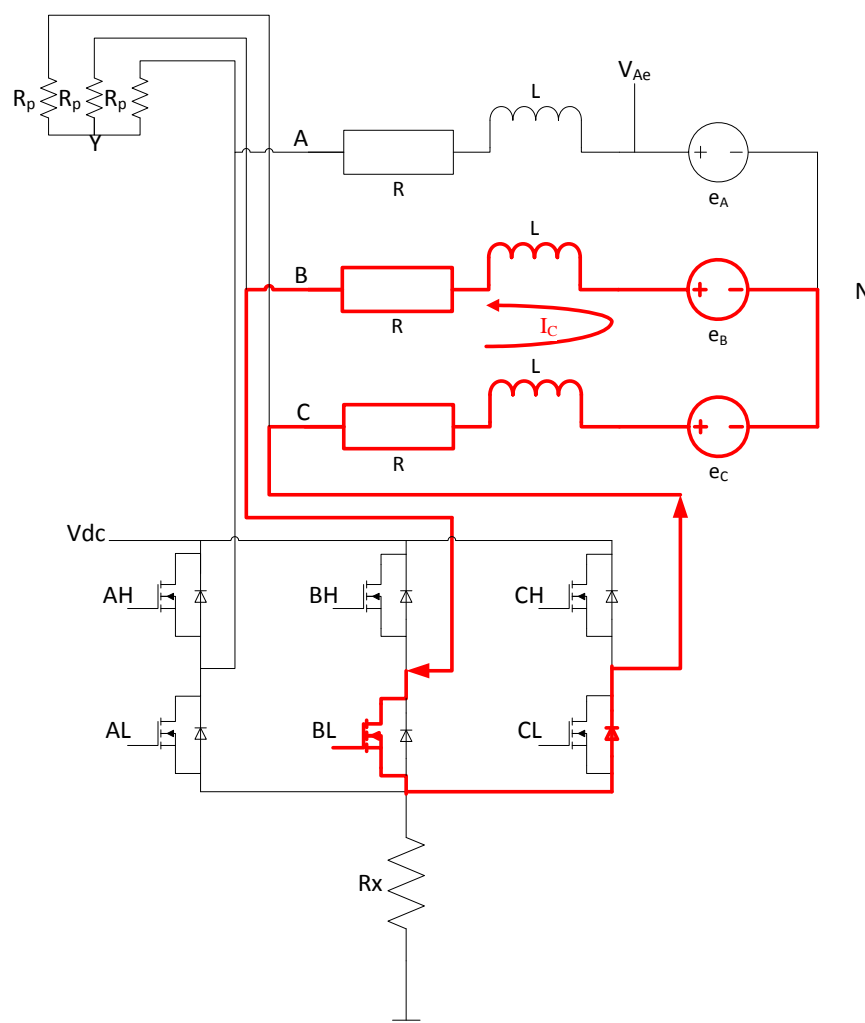 Rp Rp Rp
Y
A
R
L
VAe
+ -
eA
B
R
L
+ -
eB
N
IC
C
R
L
+ -
eC
Vdc
AH
BH
CH
AL
BL
CL
Rx